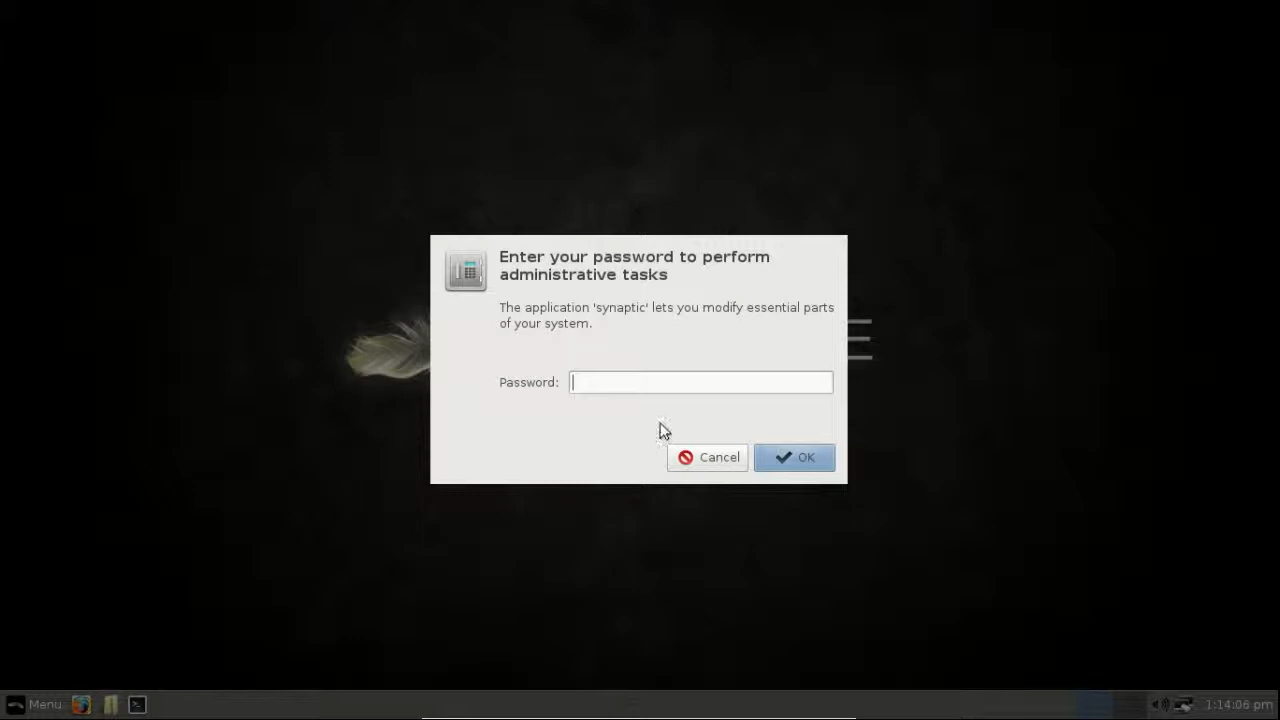 Enter your password to perform
administrative tasks
The application 'synaptic' lets you modify essential parts
of your system.
Password:
Cancel
OK
Menu
1:14:06 pm